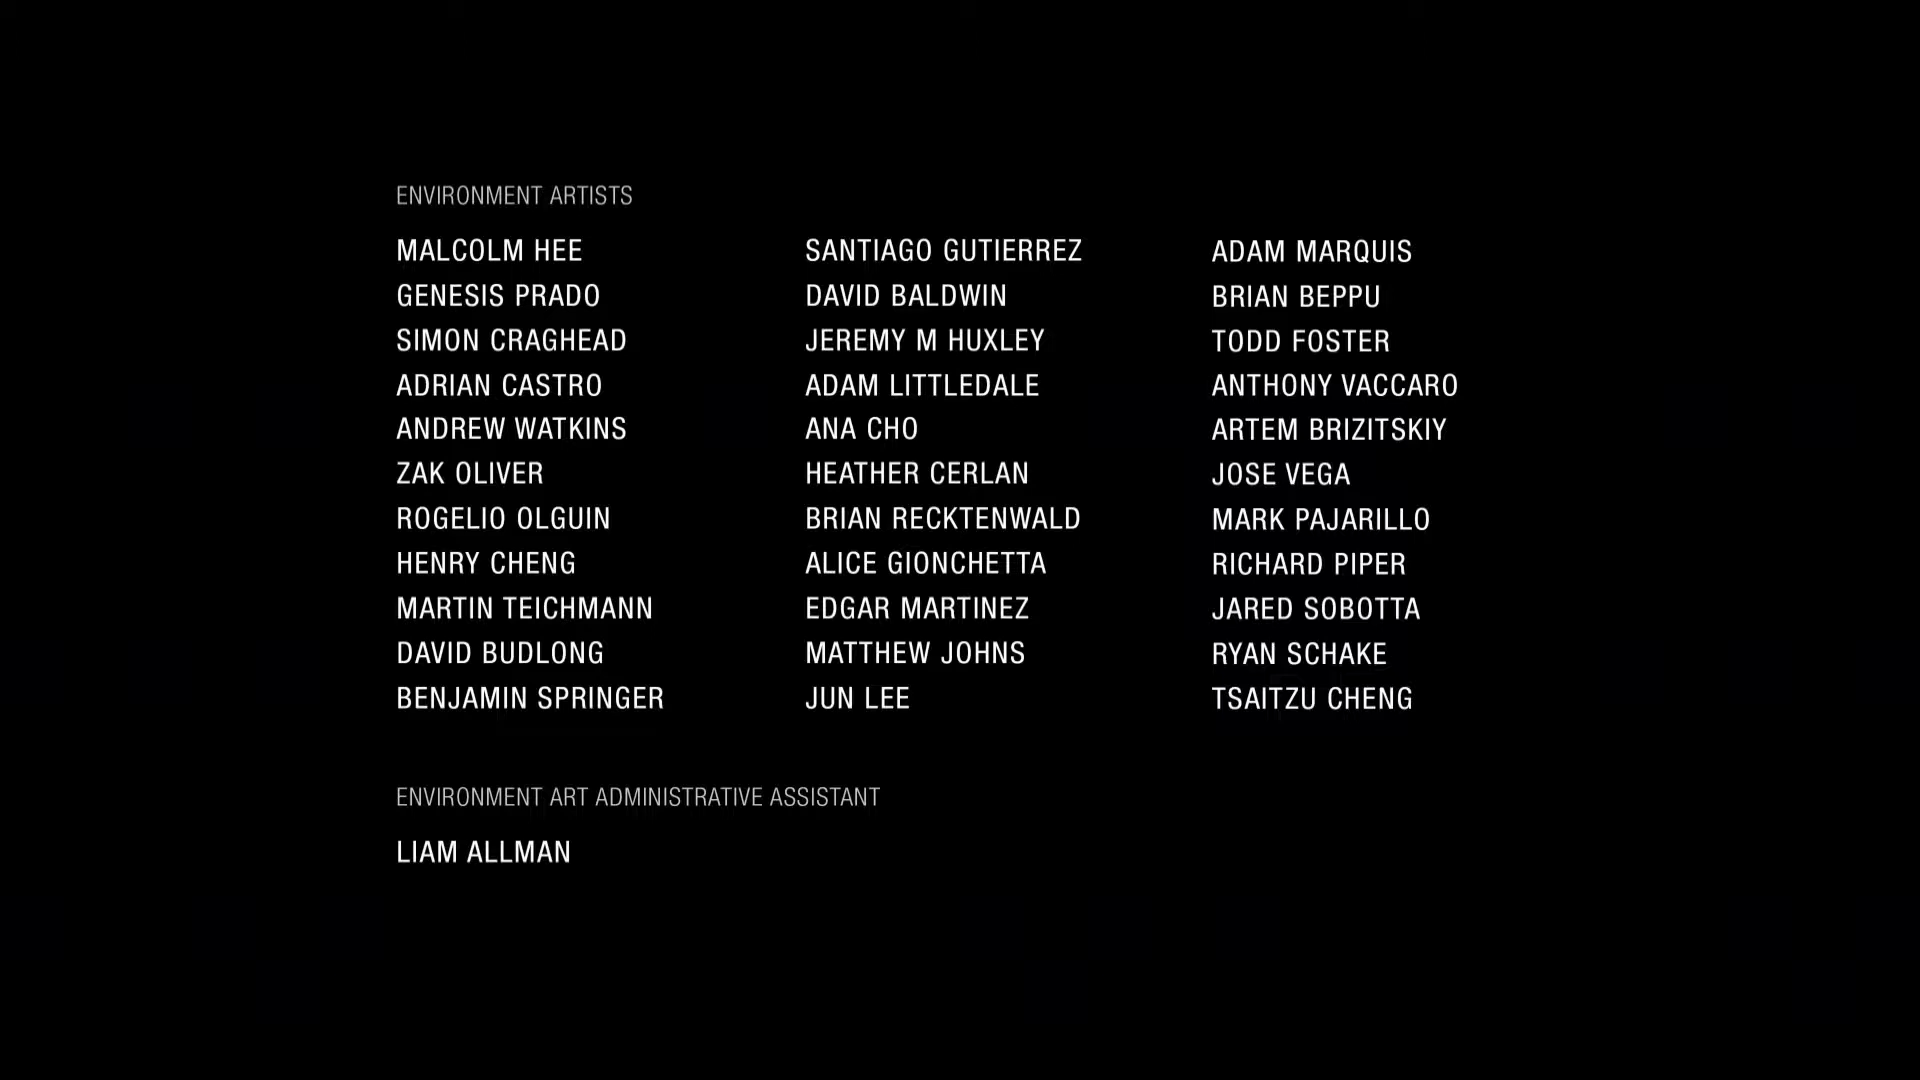 ENVIRONMENT ARTISTS
MALCOLM HEE
GENESIS PRADO
SIMON CRAGHEAD
ADRIAN CASTRO
ANDREW WATKINS
ZAK OLIVER
ROGELIO OLGUIN
HENRY CHENG
MARTIN TEICHMANN
DAVID BUDLONG
BENJAMIN SPRINGER
SANTIAGO GUTIERREZ
DAVID BALDWIN
JEREMY M HUXLEY
ADAM LITTLEDALE
ANA CHO
HEATHER CERLAN
BRIAN RECKTENWALD
ALICE GIONCHETTA
EDGAR MARTINEZ
MATTHEW JOHNS
JUN LEE
ADAM MARQUIS
BRIAN BEPPU
TODD FOSTER
ANTHONY VACCARO
ARTEM BRIZITSKIY
JOSE VEGA
MARK PAJARILLO
RICHARD PIPER
JARED SOBOTTA
RYAN SCHAKE
TSAITZU CHENG
ENVIRONMENT ART ADMINISTRATIVE ASSISTANT
LIAM ALLMAN